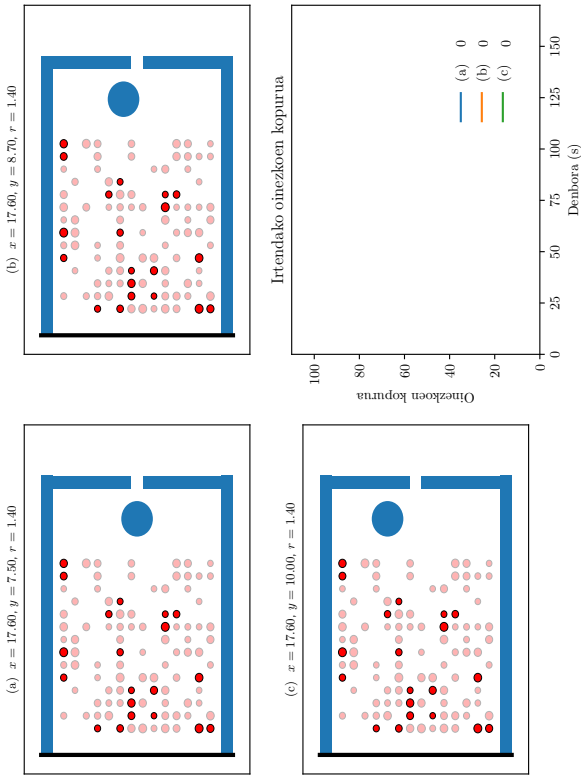 (a) x = 17.60, y = 7.50, r = 1.40
(b) x = 17.60, y = 8.70, r = 1.40
(c) x = 17.60, y = 10.00, r = 1.40
Irtendako oinezkoen kopurua
Oinezkoen kopurua
100
80
60
40
20
0
(a) 0
(b) 0
(c) 0
0 25 50 75 100 125 150
Denbora (s)